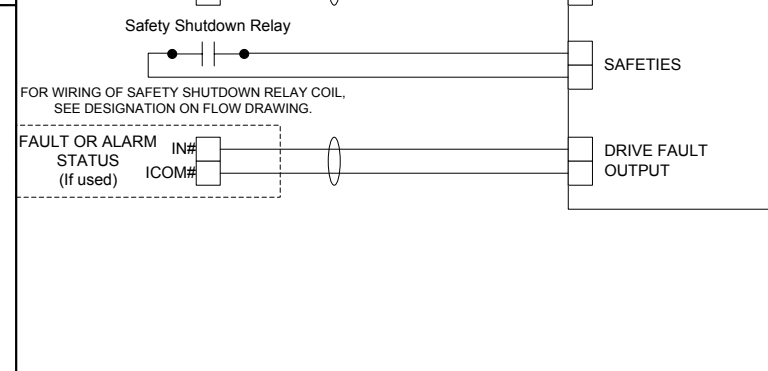 Safety Shutdown Relay
SAFETIES
FOR WIRING OF SAFETY SHUTDOWN RELAY COIL,
SEE DESIGNATION ON FLOW DRAWING.
FAULT OR ALARM
STATUS
(If used)
IN#
ICOM#
DRIVE FAULT
OUTPUT